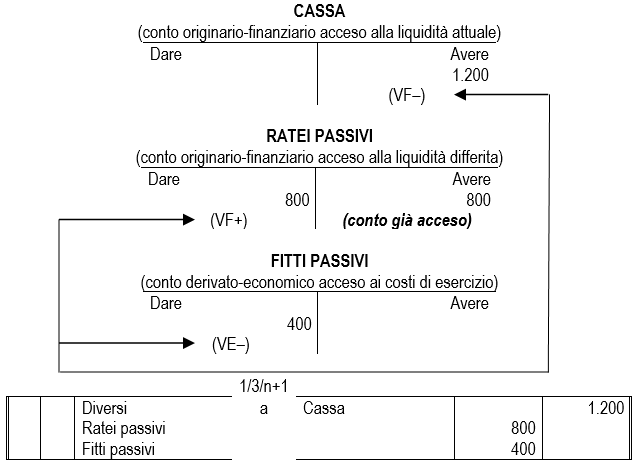 CASSA
(conto originario-finanziario acceso alla liquidità attuale)
Dare Avere
1.200
(VF–)
RATEI PASSIVI
(conto originario-finanziario acceso alla liquidità differita)
Dare Avere
800 800
(VF+) (conto già acceso)
FITTI PASSIVI
(conto derivato-economico acceso ai costi di esercizio)
Dare Avere
400
(VE–)
1/3/n+1
Diversi a Cassa 1.200
Ratei passivi 800
Fitti passivi 400